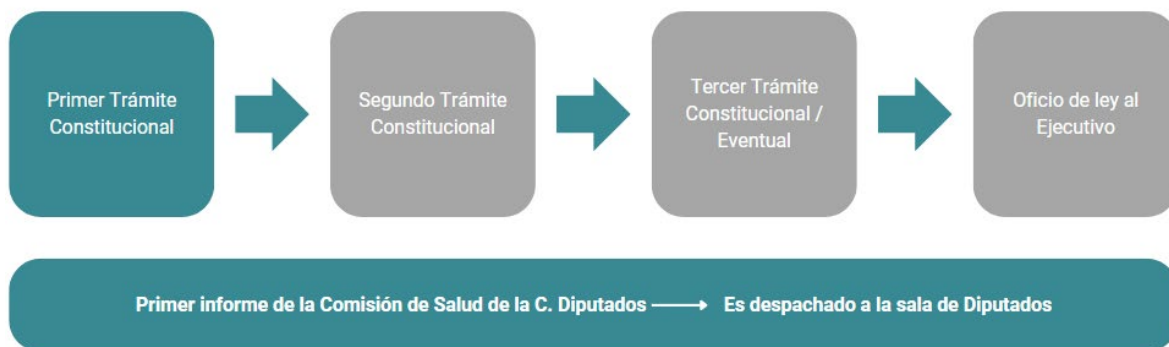 Primer Trámite
Constitucional
Segundo Trámite
Constitucional
Tercer Trámite
Constitucional /
Eventual
Oficio de ley al
Ejecutivo
Primer informe de la Comisión de Salud de la C. Diputados ⟶ Es despachado a la sala de Diputados